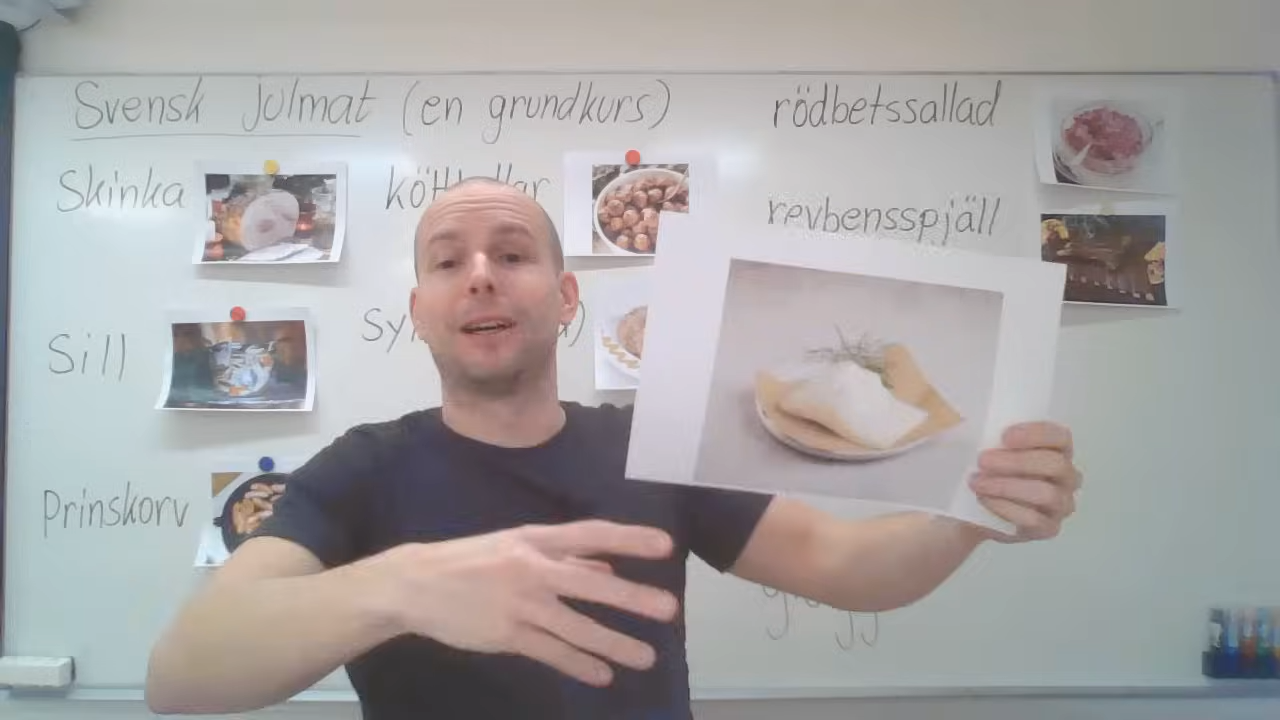 Svensk julmat (en grundkurs)
Skinka
Sill
Prinskorv
rödbetssallad
revbensspjäll